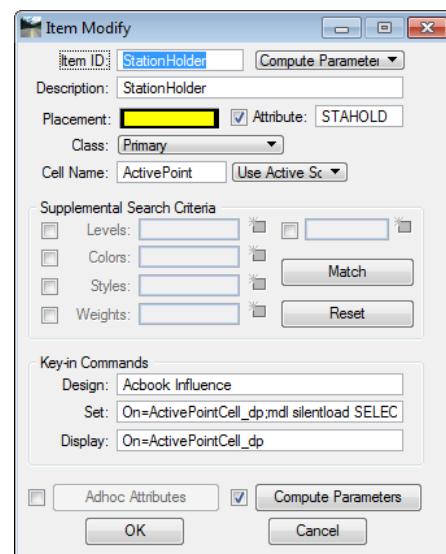 Item Modify
Item ID: StationHolder Compute Parameter
Description: StationHolder
Placement: Attribute: STAHOLD
Class: Primary
Cell Name: ActivePoint Use Active Sc
Supplemental Search Criteria
Levels:
Colors:
Styles: Match
Weights: Reset
Key-in Commands
Design: Acbook Influence
Set: On=ActivePointCell_dp;mdl silentload SELEC
Display: On=ActivePointCell_dp
Adhoc Attributes Compute Parameters
OK Cancel